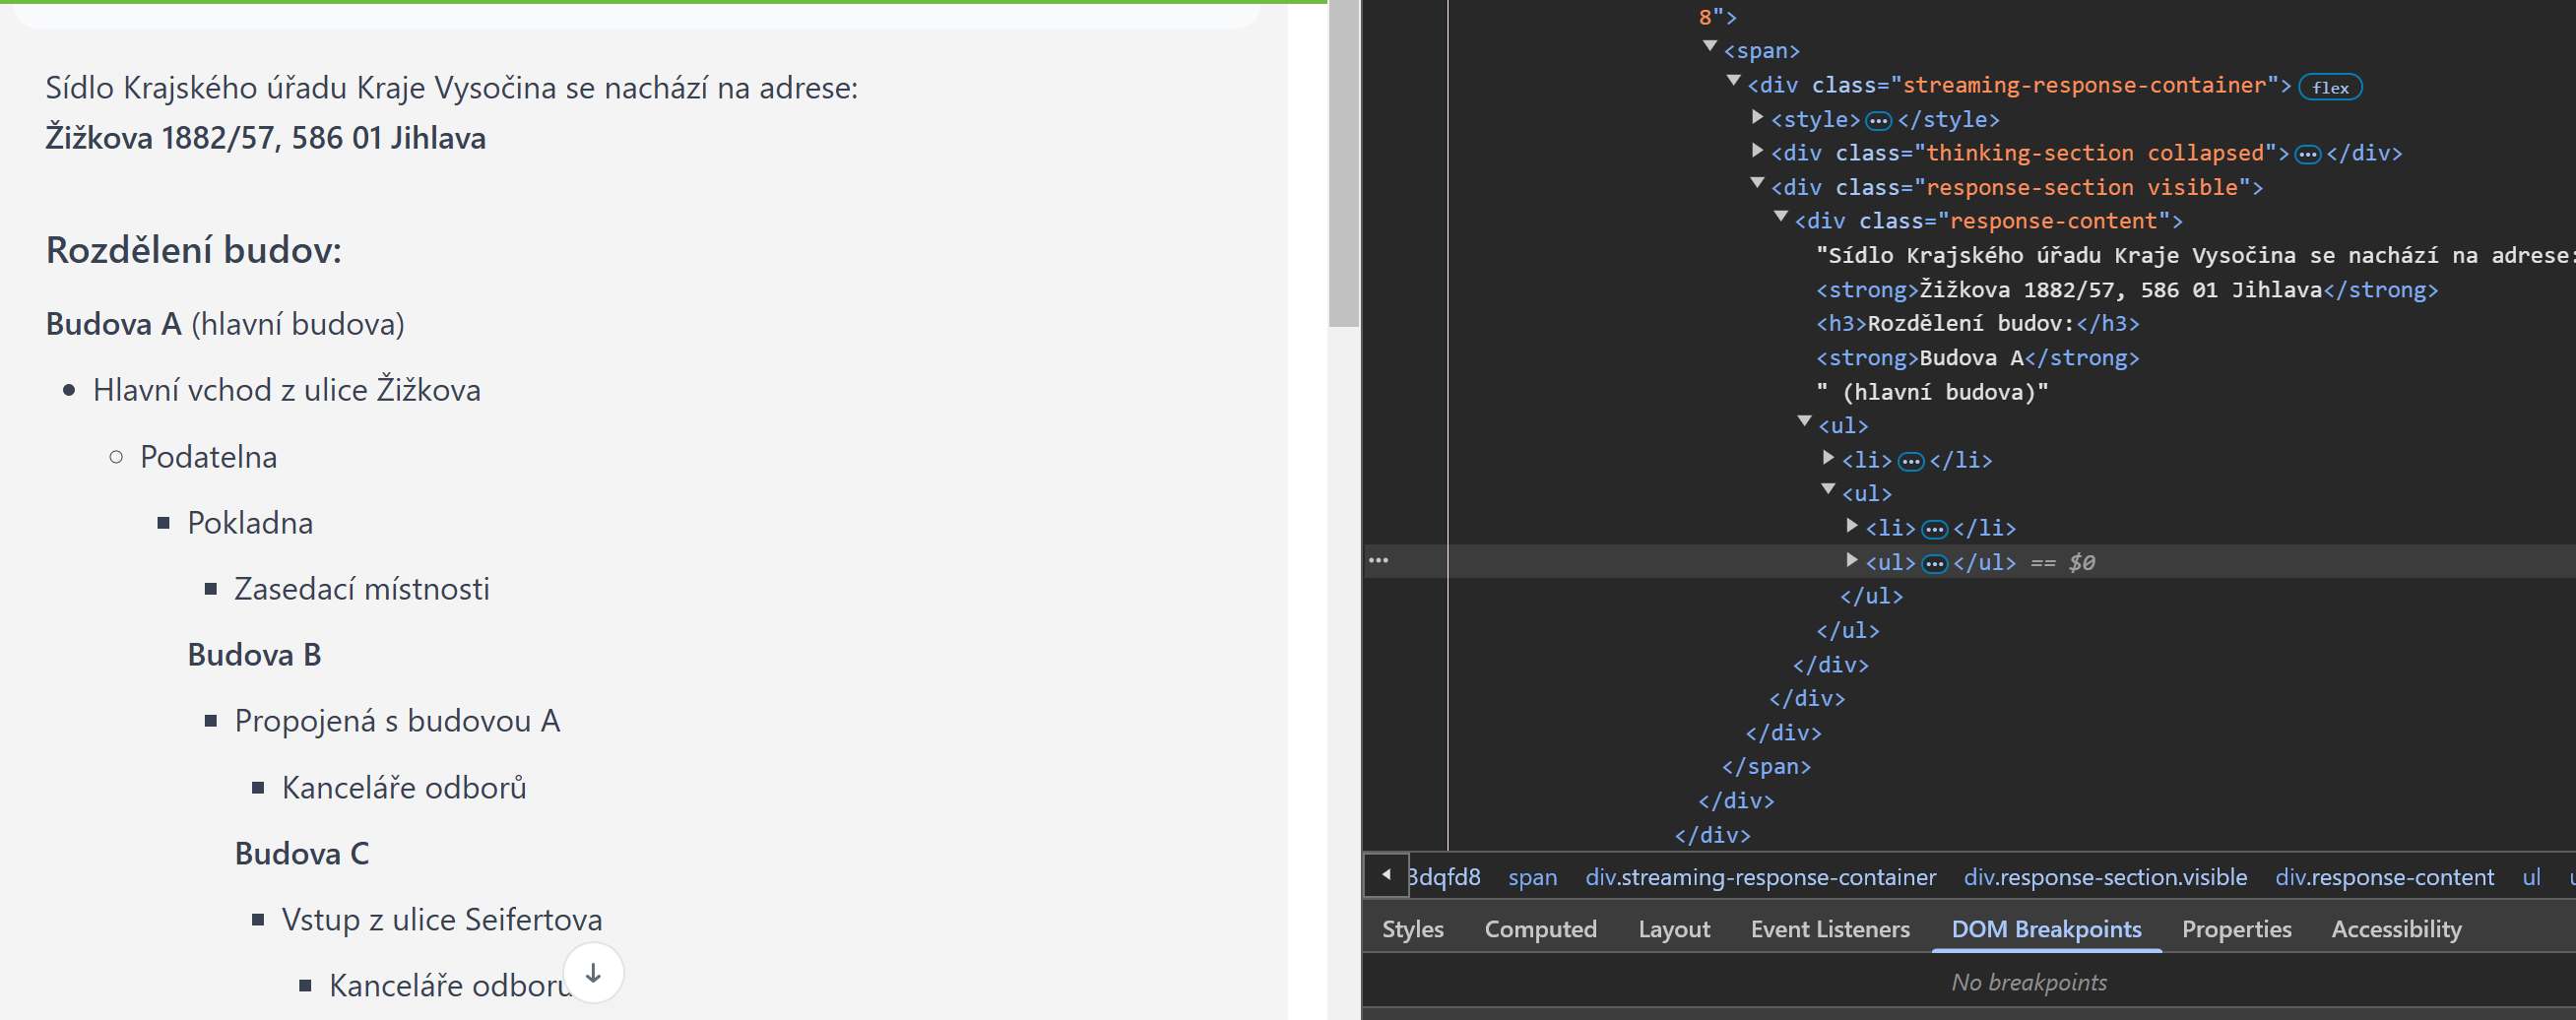 Sídlo Krajského úřadu Kraje Vysočina se nachází na adrese:
Žižkova 1882/57, 586 01 Jihlava
Rozdělení budov:
Budova A (hlavní budova)
Hlavní vchod z ulice Žižkova
Podatelna
Pokladna
Zasedací místnosti
Budova B
Propojená s budovou A
Kanceláře odborů
Budova C
Vstup z ulice Seifertova
Kanceláře odborů
8">
<span>
<div class="streaming-response-container"> flex
<style>…</style>
<div class="thinking-section collapsed">…</div>
<div class="response-section visible">
<div class="response-content">
"Sídlo Krajského úřadu Kraje Vysočina se nachází na adrese:
<strong>Žižkova 1882/57, 586 01 Jihlava</strong>
<h3>Rozdělení budov:</h3>
<strong>Budova A</strong>
" (hlavní budova)"
<ul>
<li>…</li>
<ul>
<li>…</li>
… <ul>…</ul> == $0
</ul>
</ul>
</div>
</div>
</div>
</span>
</div>
</div>
3dqfd8 span div.streaming-response-container div.response-section.visible div.response-content ul
Styles Computed Layout Event Listeners DOM Breakpoints Properties Accessibility
No breakpoints